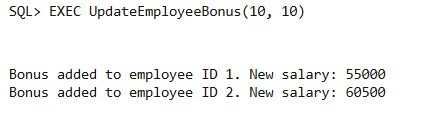 SQL> EXEC UpdateEmployeeBonus(10, 10)
Bonus added to employee ID 1. New salary: 55000
Bonus added to employee ID 2. New salary: 60500